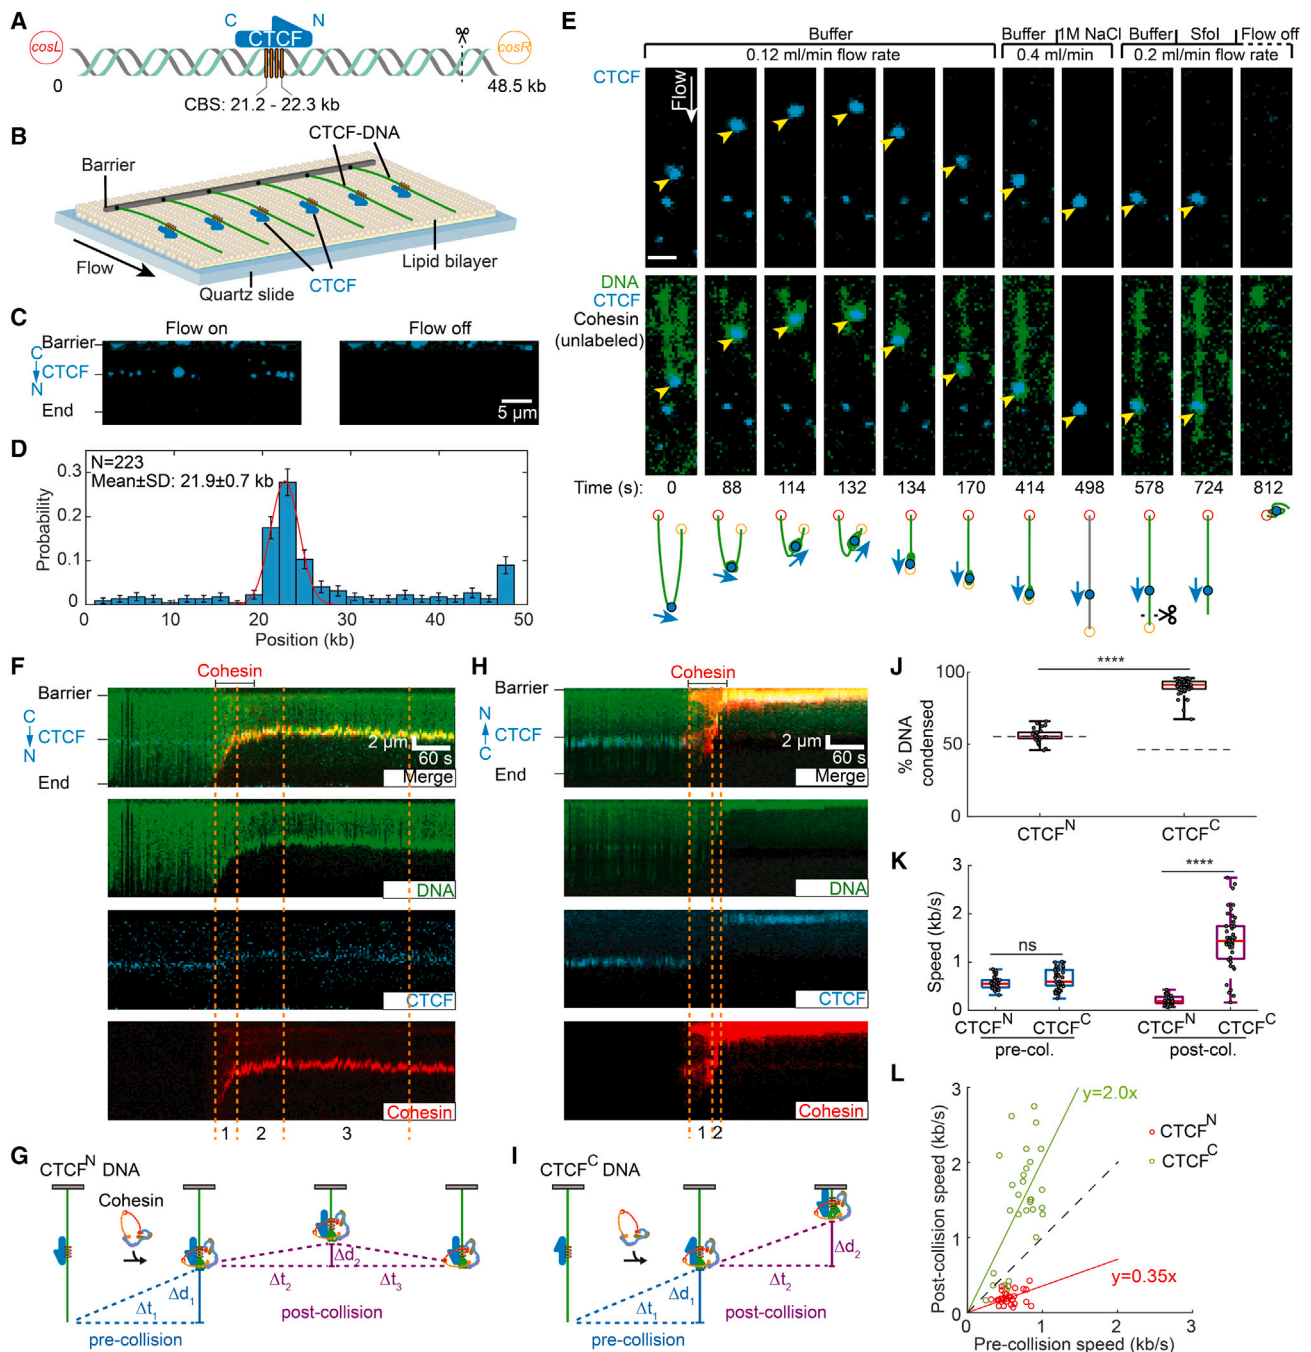 A
C N
CTCF
cosL
cosR
0
48.5 kb
CBS: 21.2 - 22.3 kb
B
CTCF-DNA
Barrier
Flow
Quartz slide
CTCF
Lipid bilayer
C
Flow on
Flow off
Barrier
C
CTCF
N
End
5 µm
D
N=223
Mean±SD: 21.9±0.7 kb
Probability
0.3
0.2
0.1
0
0 10 20 30 40 50
Position (kb)
E
Buffer
Buffer
1M NaCl
Buffer
SfoI
Flow off
0.12 ml/min flow rate
0.4 ml/min
0.2 ml/min flow rate
CTCF
Flow
DNA
CTCF
Cohesin
(unlabeled)
Time (s): 0 88 114 132 134 170 414 498 578 724 812
F
Cohesin
Barrier
C
CTCF
N
End
2 µm
60 s
Merge
DNA
CTCF
Cohesin
1 2 3
G
CTCF^N DNA
Cohesin
Δd1
Δt1
Δd2
Δt2
Δt3
pre-collision
post-collision
H
Cohesin
Barrier
N
CTCF
C
End
2 µm
60 s
Merge
DNA
CTCF
Cohesin
1 2
I
CTCF^C DNA
Δd1
Δt1
Δd2
Δt2
pre-collision
post-collision
J
% DNA
condensed
100
50
0
****
CTCF^N
CTCF^C
K
Speed (kb/s)
3
2
1
0
ns
****
CTCF^N
CTCF^C
CTCF^N
CTCF^C
pre-col.
post-col.
L
Post-collision speed (kb/s)
3
2
1
0
y=2.0x
CTCF^N
CTCF^C
y=0.35x
0 1 2 3
Pre-collision speed (kb/s)